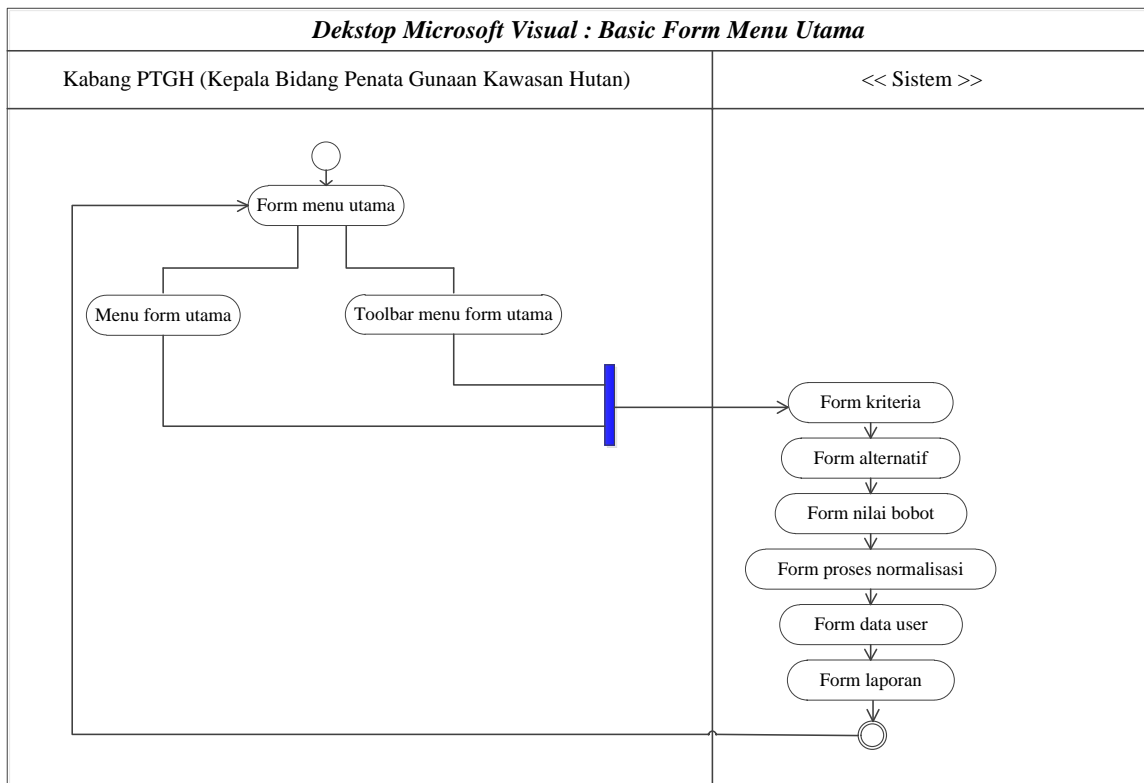 Dekstop Microsoft Visual : Basic Form Menu Utama
Kabang PTGH (Kepala Bidang Penata Gunaan Kawasan Hutan)
<< Sistem >>
Form menu utama
Menu form utama
Toolbar menu form utama
Form kriteria
Form alternatif
Form nilai bobot
Form proses normalisasi
Form data user
Form laporan